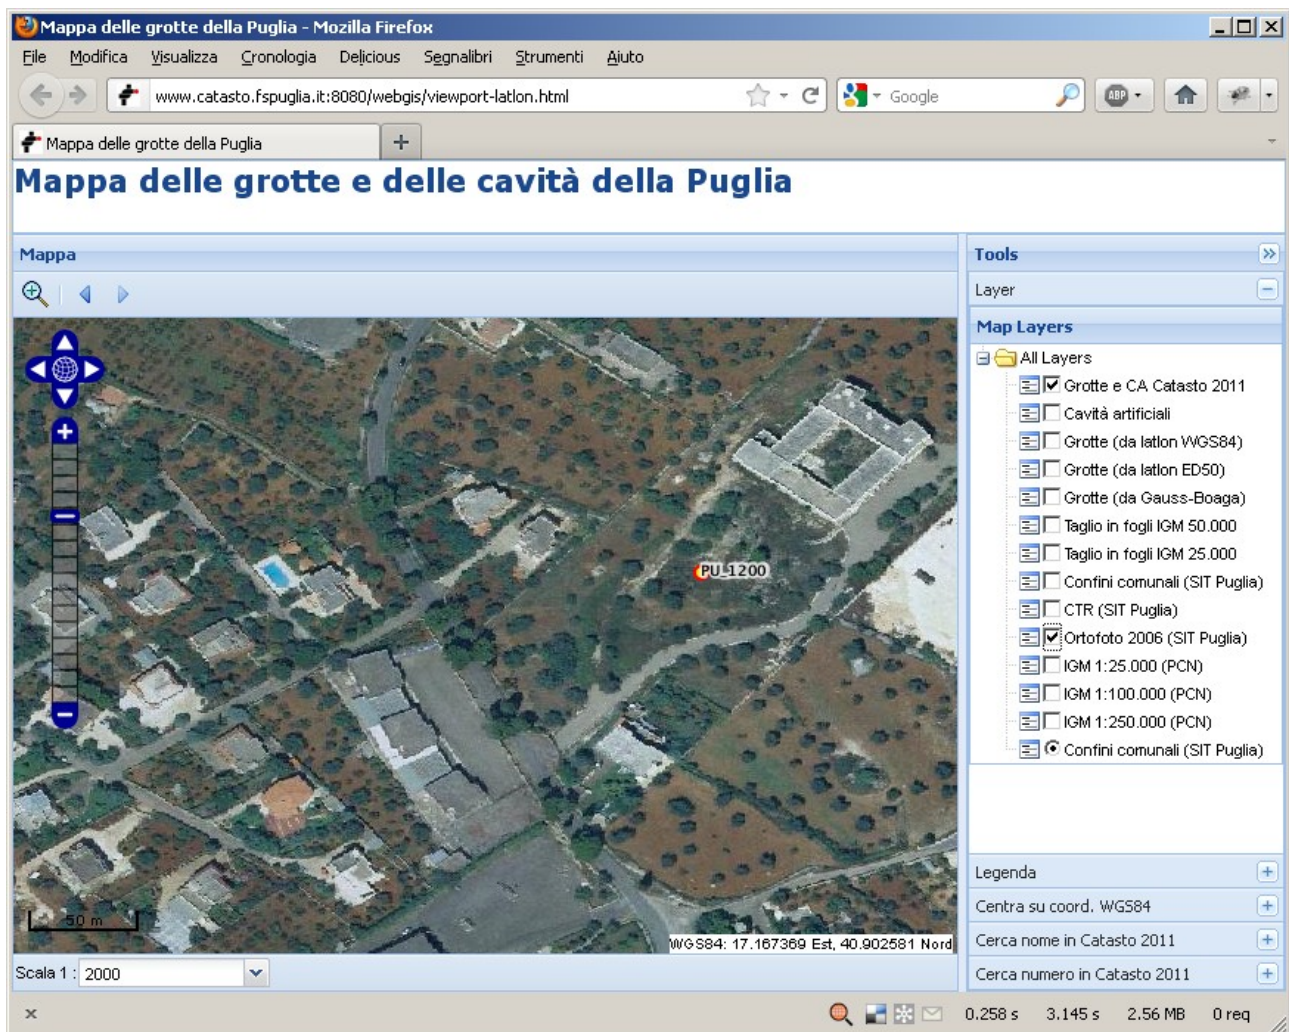 Mappa delle grotte della Puglia - Mozilla Firefox
File Modifica Visualizza Cronologia Delicious Segnalibri Strumenti Aiuto
www.catasto.fspuglia.it:8080/webgis/viewport-latlon.html
Google
ABP
Mappa delle grotte della Puglia
Mappa delle grotte e delle cavità della Puglia
Mappa
Tools
Layer
Map Layers
All Layers
Grotte e CA Catasto 2011
Cavità artificiali
Grotte (da latlon WGS84)
Grotte (da latlon ED50)
Grotte (da Gauss-Boaga)
Taglio in fogli IGM 50.000
Taglio in fogli IGM 25.000
Confini comunali (SIT Puglia)
CTR (SIT Puglia)
Ortofoto 2006 (SIT Puglia)
IGM 1:25.000 (PCN)
IGM 1:100.000 (PCN)
IGM 1:250.000 (PCN)
Confini comunali (SIT Puglia)
PU_1200
50 m
WGS84: 17.167369 Est, 40.902581 Nord
Legenda
Centra su coord. WGS84
Cerca nome in Catasto 2011
Cerca numero in Catasto 2011
Scala 1 : 2000
0.258 s 3.145 s 2.56 MB 0 req